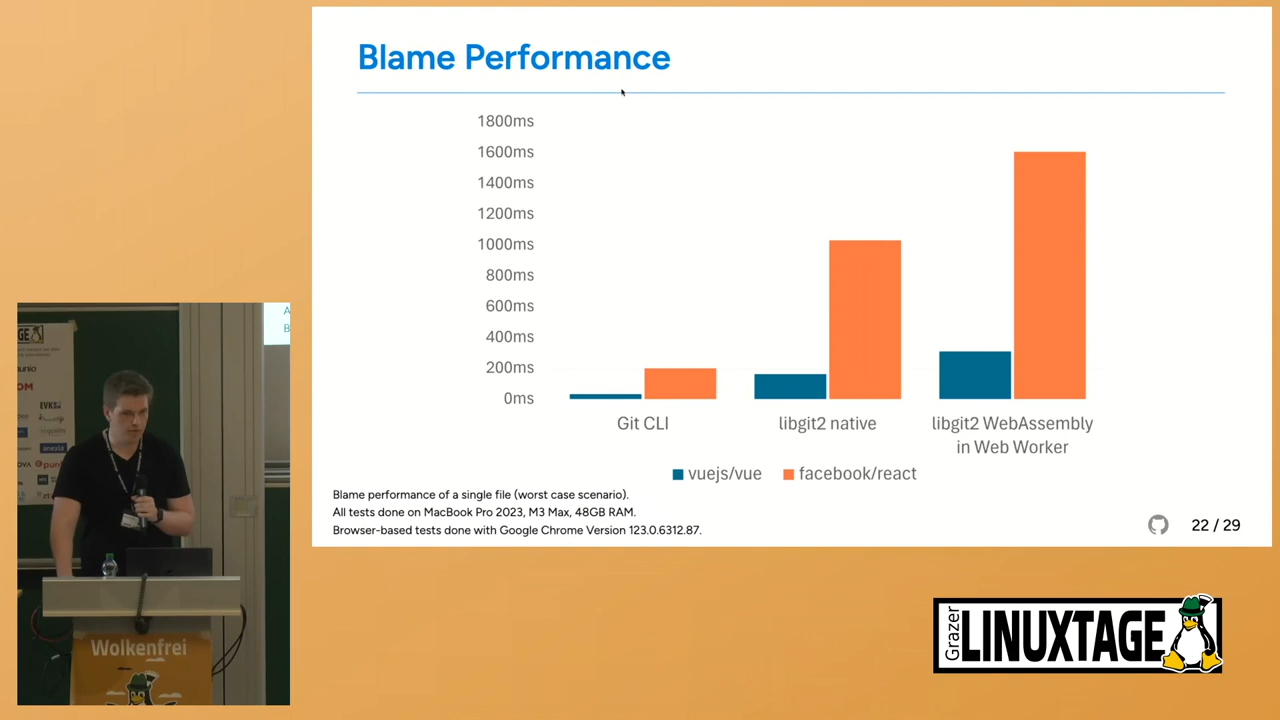 Blame Performance
1800ms
1600ms
1400ms
1200ms
1000ms
800ms
600ms
400ms
200ms
0ms
Git CLI
libgit2 native
libgit2 WebAssembly
in Web Worker
vuejs/vue
facebook/react
Blame performance of a single file (worst case scenario).
All tests done on MacBook Pro 2023, M3 Max, 48GB RAM.
Browser-based tests done with Google Chrome Version 123.0.6312.87.
22 / 29
A
B
GE
EVK
anexia
Wolkenfrei
Grazer
LINUXTAGE